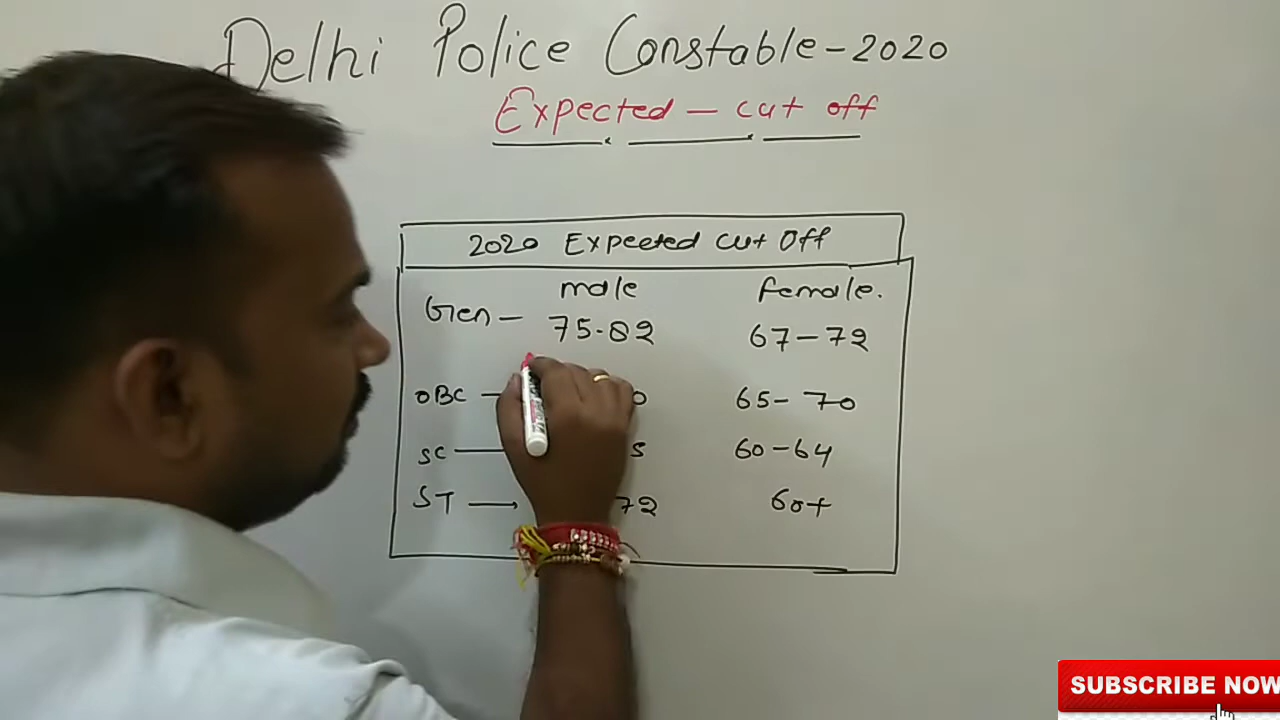 Delhi Police Constable-2020
Expected - cut off
2020 Expected cut Off
male female.
Gen- 75-82 67-72
OBC - 65-70
SC 60-64
ST → 72 60+
SUBSCRIBE NOW